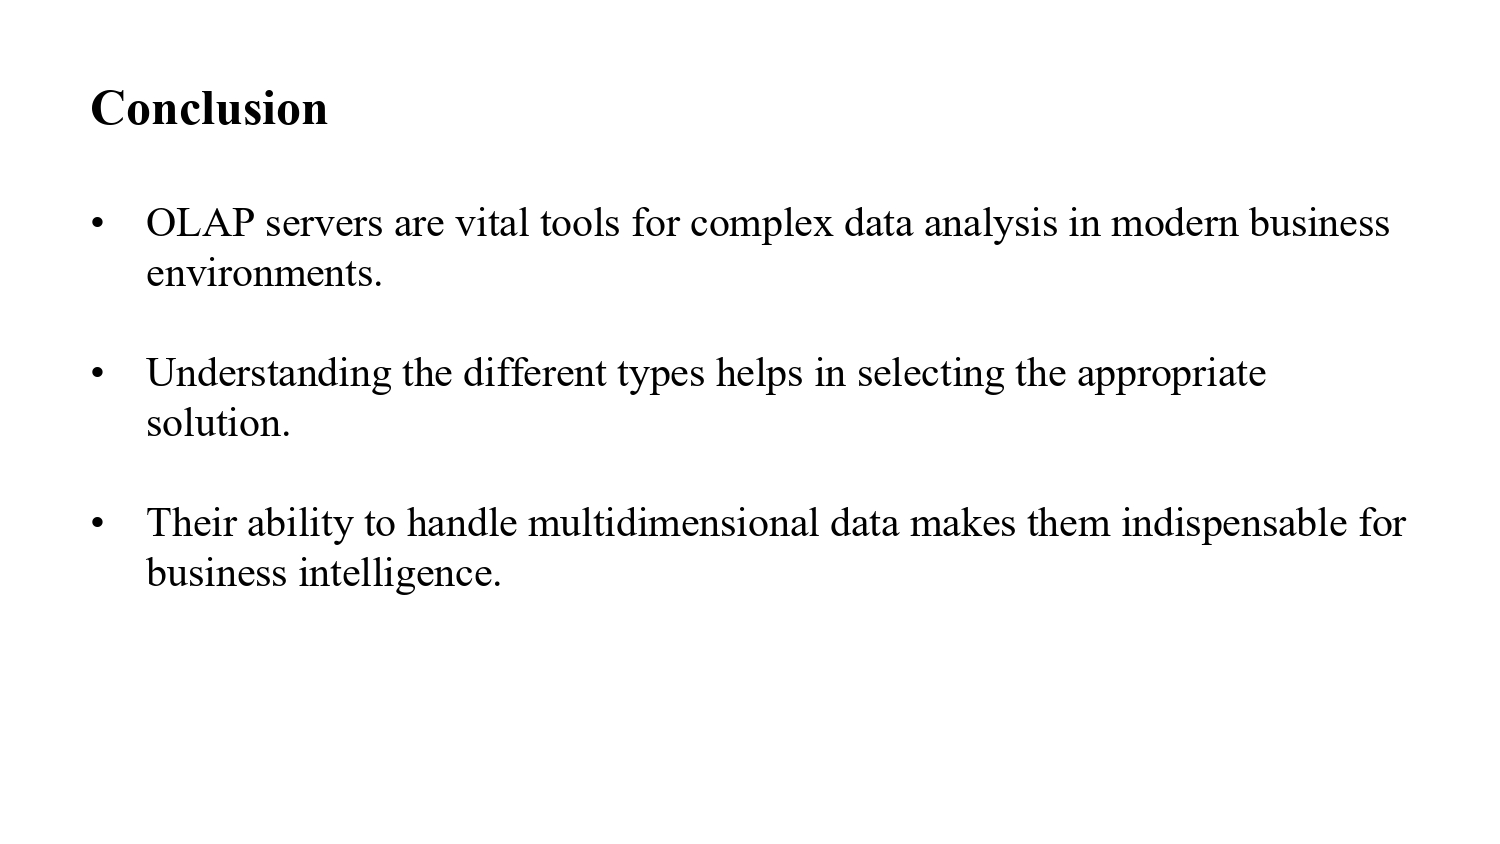 Conclusion
• OLAP servers are vital tools for complex data analysis in modern business
environments.
• Understanding the different types helps in selecting the appropriate
solution.
• Their ability to handle multidimensional data makes them indispensable for
business intelligence.